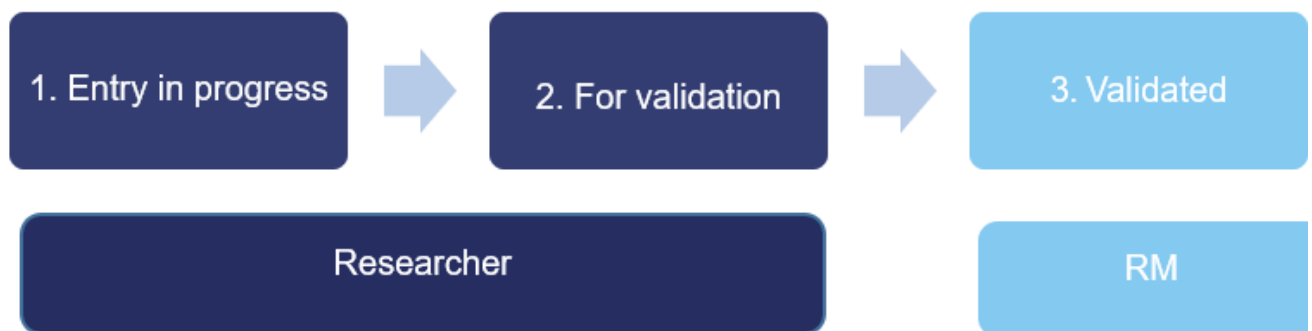 1. Entry in progress
2. For validation
3. Validated
Researcher
RM